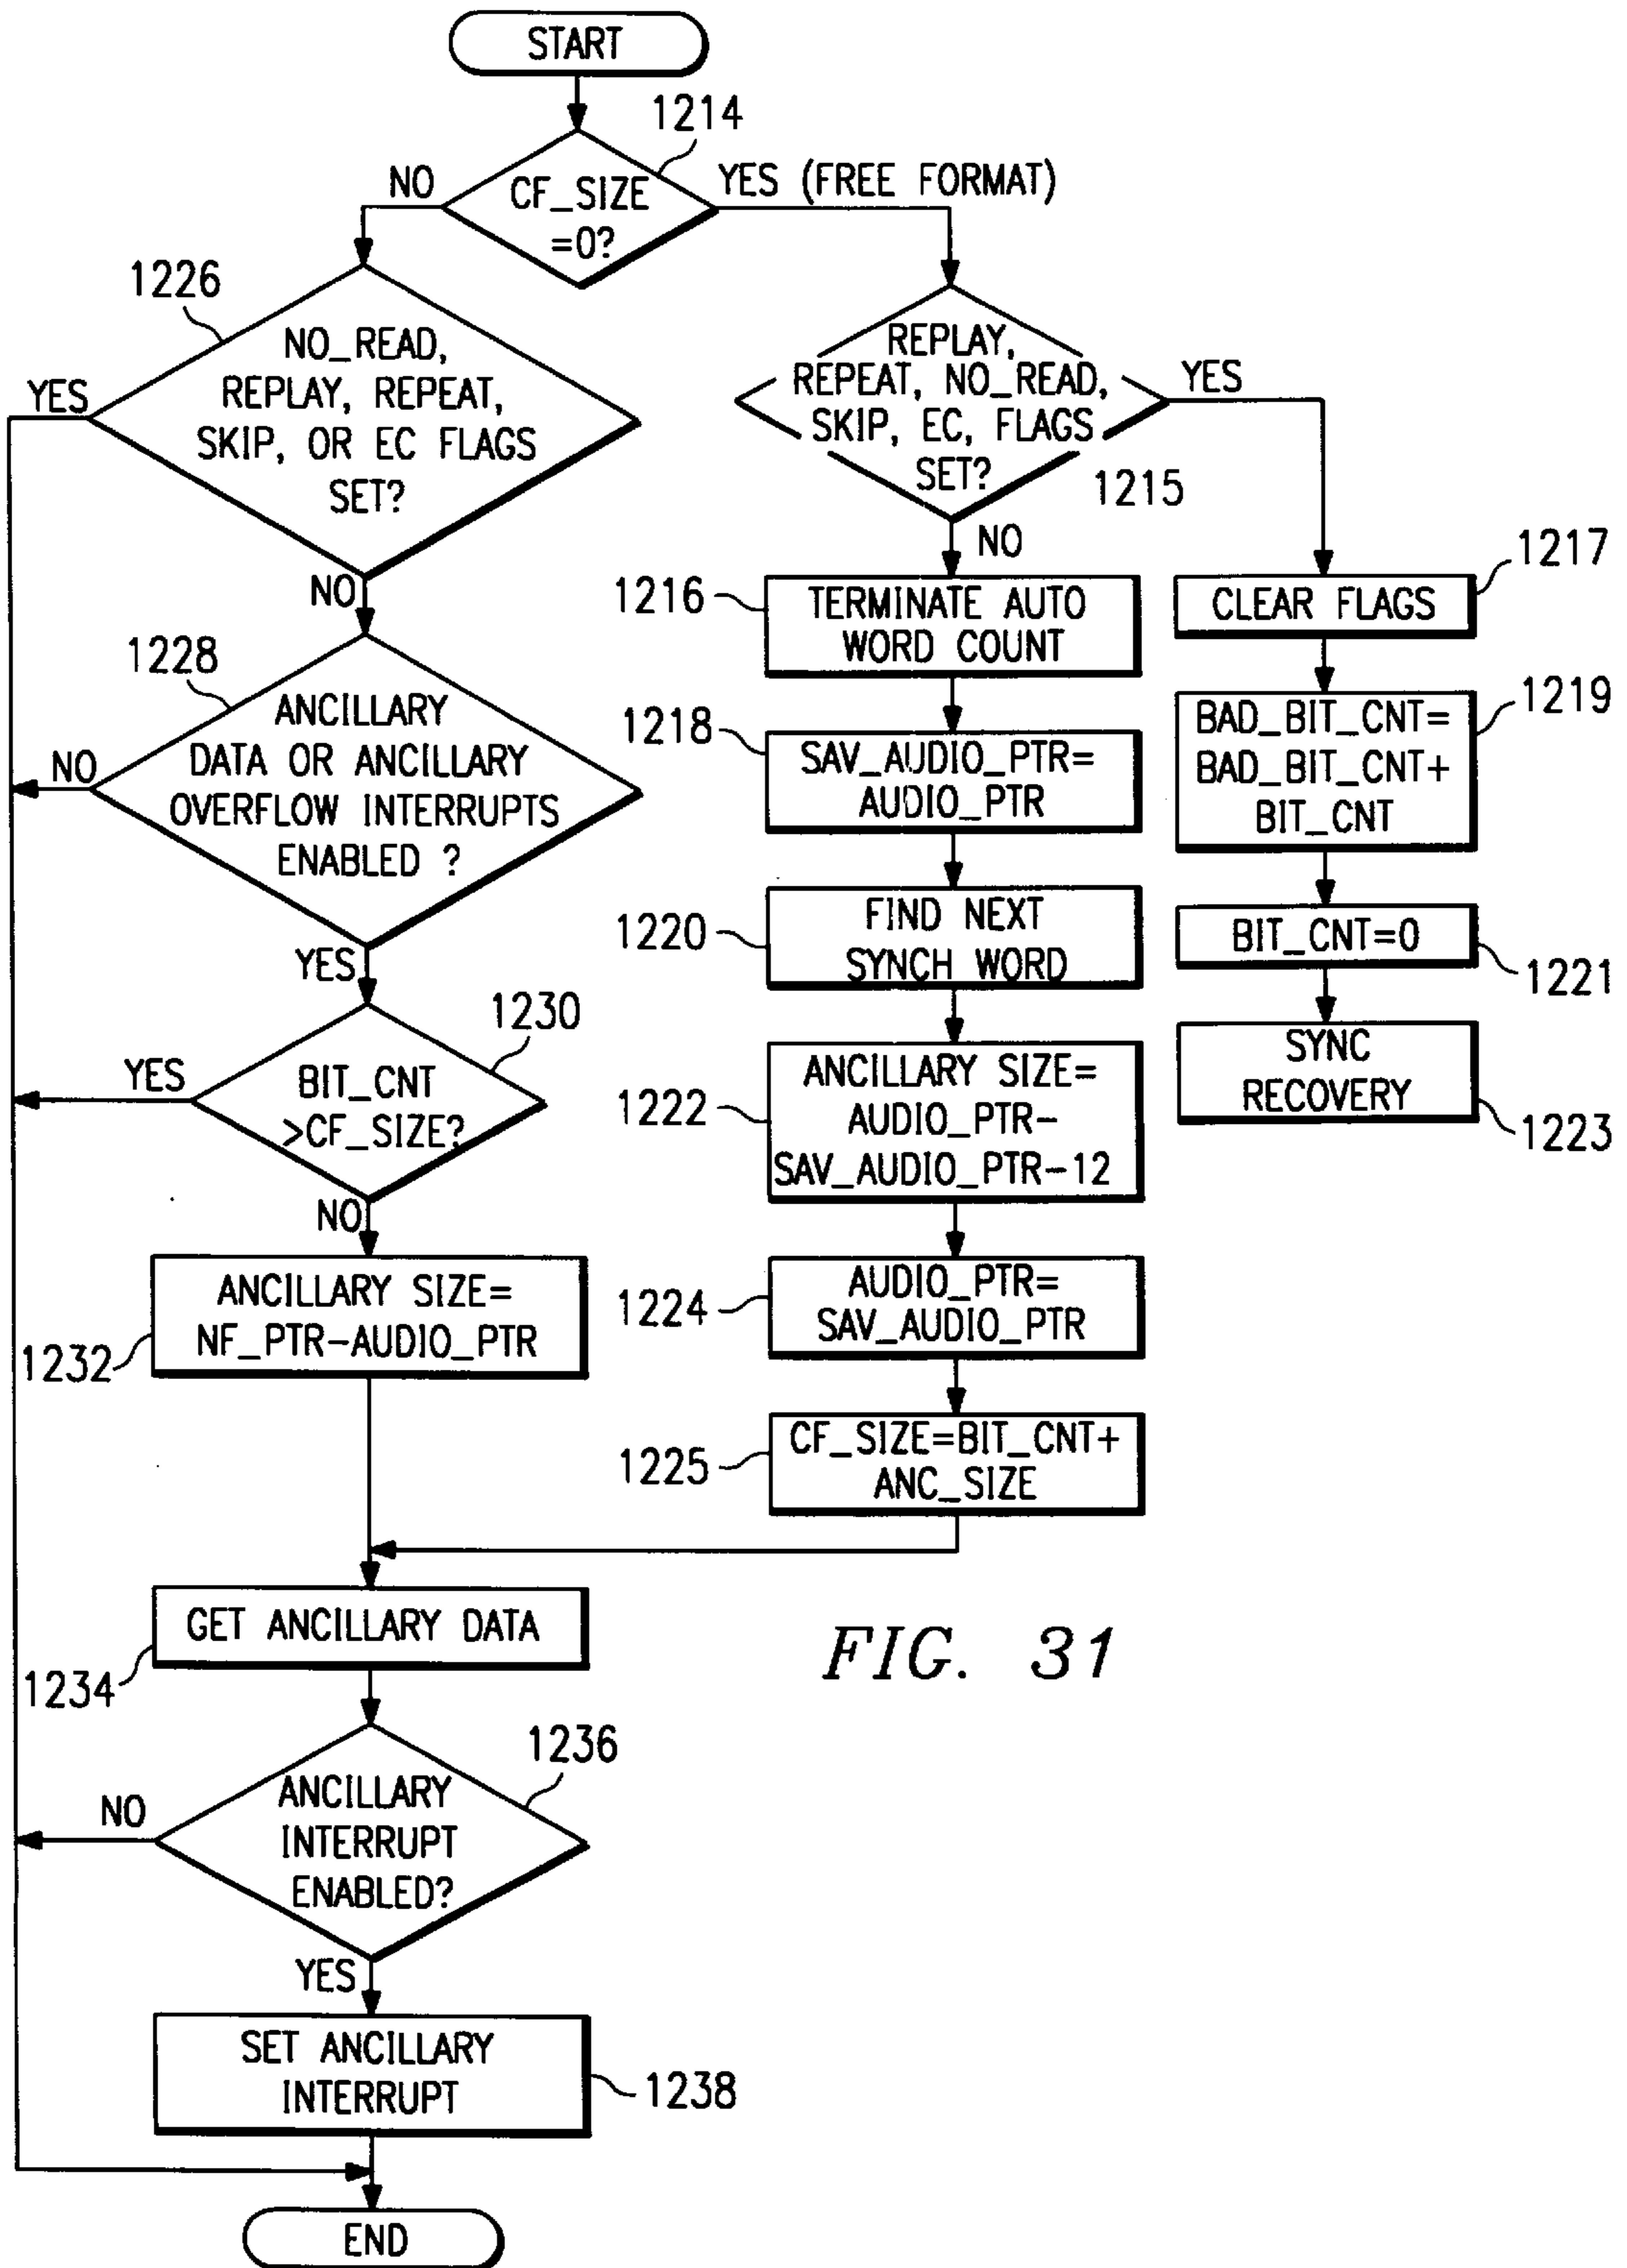 START
1214
NO
YES (FREE FORMAT)
CF_SIZE
=0?
1226
NO_READ,
REPLAY, REPEAT,
SKIP, OR EC FLAGS
SET?
YES
NO
REPLAY,
REPEAT, NO_READ,
SKIP, EC, FLAGS
SET?
YES
1215
NO
1217
CLEAR FLAGS
1216
TERMINATE AUTO
WORD COUNT
1228
ANCILLARY
DATA OR ANCILLARY
OVERFLOW INTERRUPTS
ENABLED ?
NO
YES
1219
BAD_BIT_CNT=
BAD_BIT_CNT+
BIT_CNT
1218
SAV_AUDIO_PTR=
AUDIO_PTR
1220
FIND NEXT
SYNCH WORD
BIT_CNT=0
1221
1230
BIT_CNT
>CF_SIZE?
YES
NO
SYNC
RECOVERY
1223
1222
ANCILLARY SIZE=
AUDIO_PTR-
SAV_AUDIO_PTR-12
ANCILLARY SIZE=
NF_PTR-AUDIO_PTR
1232
1224
AUDIO_PTR=
SAV_AUDIO_PTR
1225
CF_SIZE=BIT_CNT+
ANC_SIZE
GET ANCILLARY DATA
1234
FIG. 31
1236
ANCILLARY
INTERRUPT
ENABLED?
NO
YES
SET ANCILLARY
INTERRUPT
1238
END